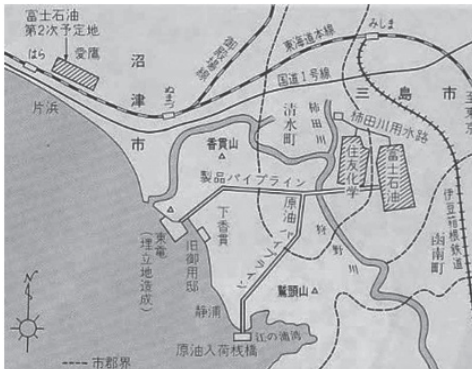 富士石油
第2次予定地
愛鷹
はら
片浜
沼津市
ぬまづ
御殿場線
東海道本線
みしま
国道1号線
三島市
至東京
清水町
柿田川
柿田川用水路
香貫山
製品パイプライン
住友化学
富士石油
原油パイプライン
下香貫
東電
(埋立地造成)
旧御用邸
狩野川
伊豆箱根鉄道
函南町
鷲頭山
静浦
江の浦湾
原油入荷桟橋
N
市郡界